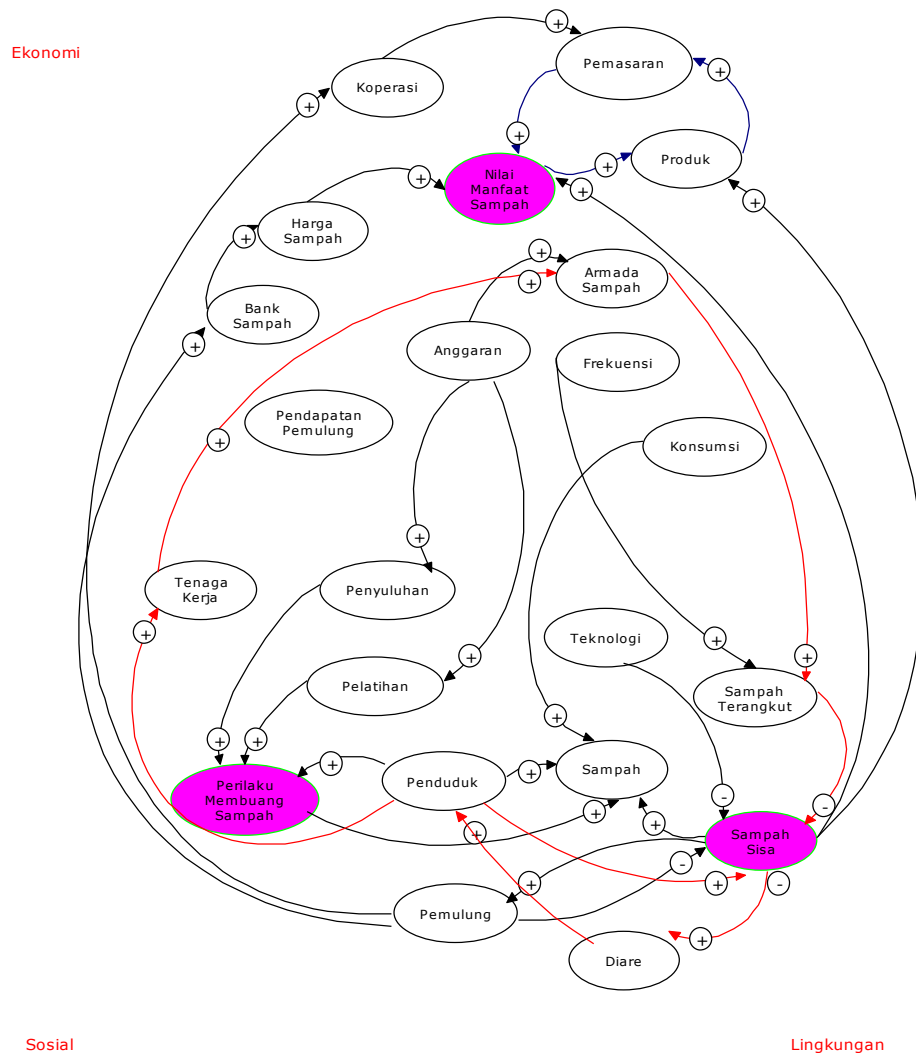 Ekonomi
+
Pemasaran
+
Koperasi
+
+
+
Produk
+
Nilai
Manfaat
Sampah
+
+
+
Harga
Sampah
+
+
Armada
Sampah
+
Bank
Sampah
+
Anggaran
Frekuensi
Pendapatan
Pemulung
+
Konsumsi
+
Tenaga
Kerja
Penyuluhan
+
Teknologi
+
+
+
Pelatihan
Sampah
Terangkut
+
+
+
+
Penduduk
+
Sampah
-
-
Perilaku
Membuang
Sampah
+
+
+
Sampah
Sisa
-
+
+
-
Pemulung
+
Diare
Sosial
Lingkungan